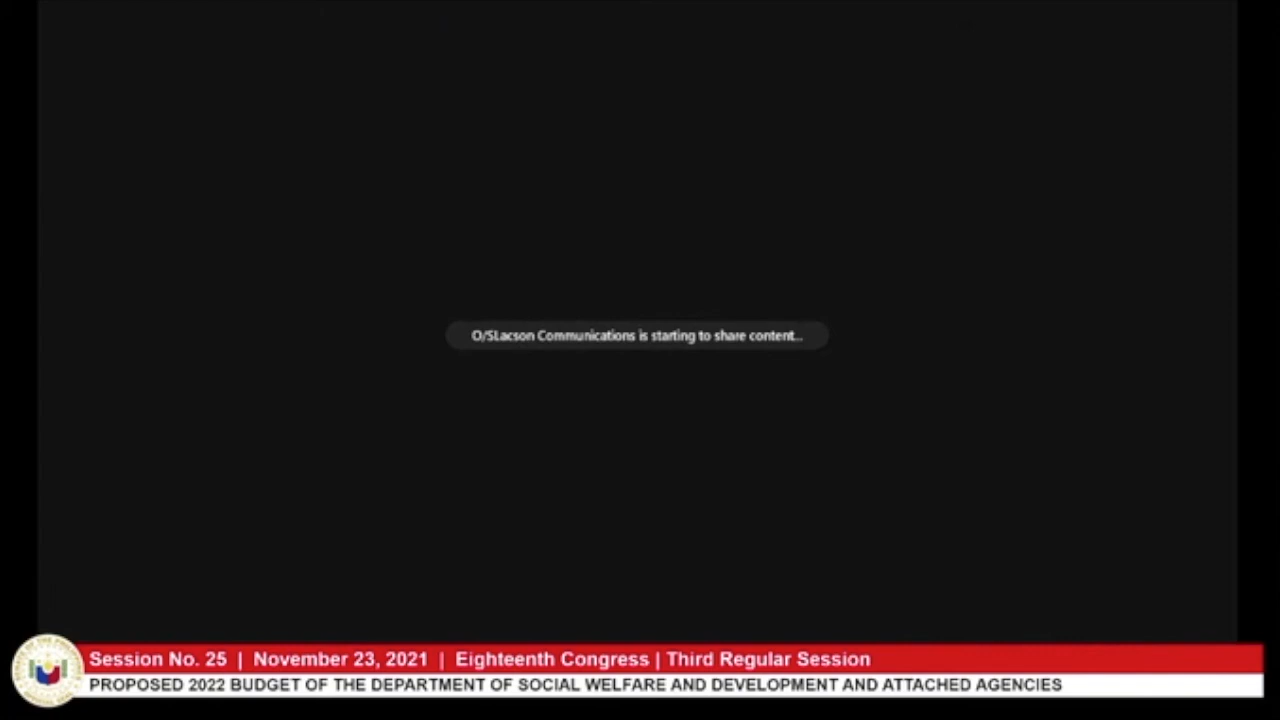 O/SLacson Communications is starting to share content...
Session No. 25 | November 23, 2021 | Eighteenth Congress | Third Regular Session
PROPOSED 2022 BUDGET OF THE DEPARTMENT OF SOCIAL WELFARE AND DEVELOPMENT AND ATTACHED AGENCIES